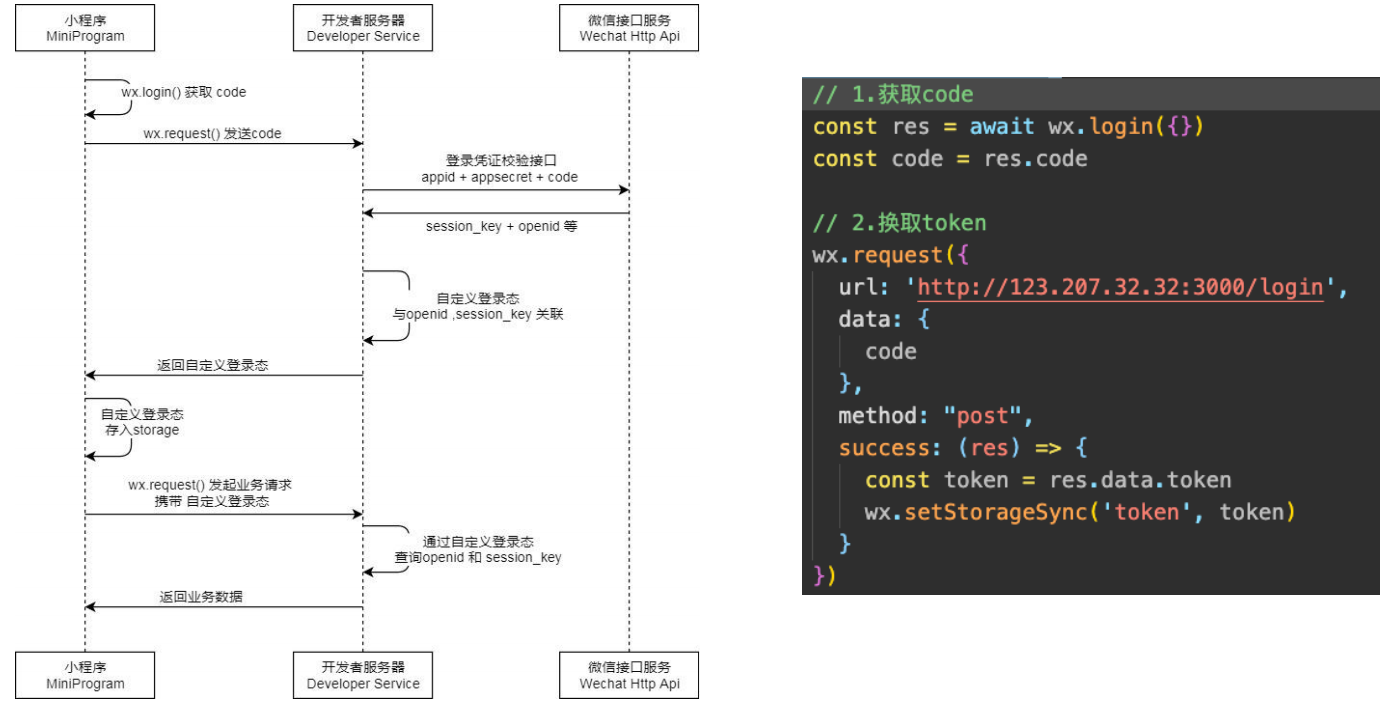 小程序
MiniProgram
开发者服务器
Developer Service
微信接口服务
Wechat Http Api
wx.login() 获取 code
wx.request() 发送code
登录凭证校验接口
appid + appsecret + code
session_key + openid 等
自定义登录态
与openid ,session_key 关联
返回自定义登录态
自定义登录态
存入storage
wx.request() 发起业务请求
携带 自定义登录态
通过自定义登录态
查询openid 和 session_key
返回业务数据
小程序
MiniProgram
开发者服务器
Developer Service
微信接口服务
Wechat Http Api
// 1.获取code
const res = await wx.login({})
const code = res.code
// 2.换取token
wx.request({
  url: 'http://123.207.32.32:3000/login',
  data: {
    code
  },
  method: "post",
  success: (res) => {
    const token = res.data.token
    wx.setStorageSync('token', token)
  }
})